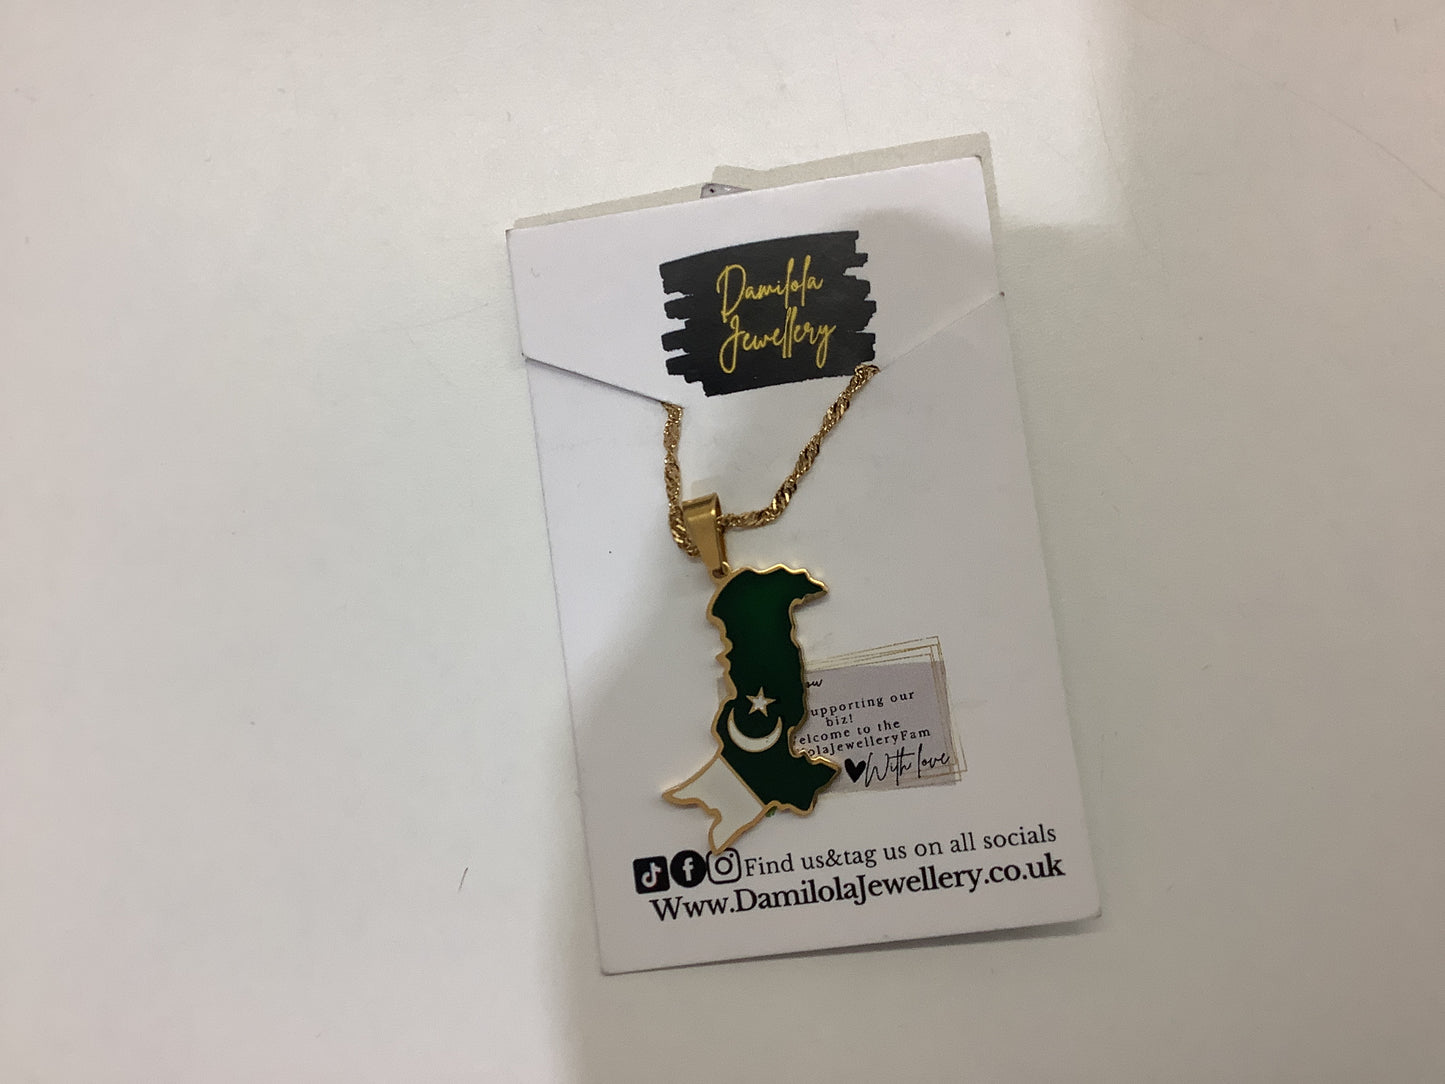 Damilola
Jewellery
upporting our
biz!
elcome to the
olaJewelleryFam
With love
Find us&tag us on all socials
Www.DamilolaJewellery.co.uk